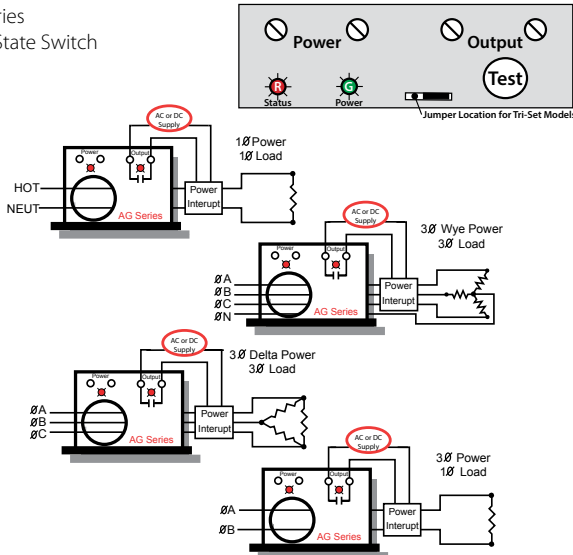 ries
State Switch
Power
Output
R
G
Test
Status
Power
Jumper Location for Tri-Set Models
AC or DC
Supply
Power
Output
1Ø Power
1Ø Load
HOT
NEUT
Power
Interupt
AG Series
AC or DC
Supply
Power
Output
3Ø Wye Power
3Ø Load
ØA
ØB
ØC
ØN
Power
Interupt
AG Series
AC or DC
Supply
Power
Output
3Ø Delta Power
3Ø Load
ØA
ØB
ØC
Power
Interupt
AG Series
AC or DC
Supply
Power
Output
3Ø Power
1Ø Load
ØA
ØB
Power
Interupt
AG Series